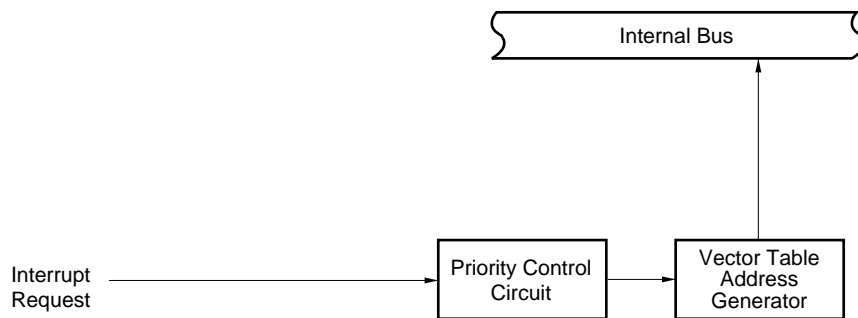 Internal Bus
Interrupt
Request
Priority Control
Circuit
Vector Table
Address
Generator